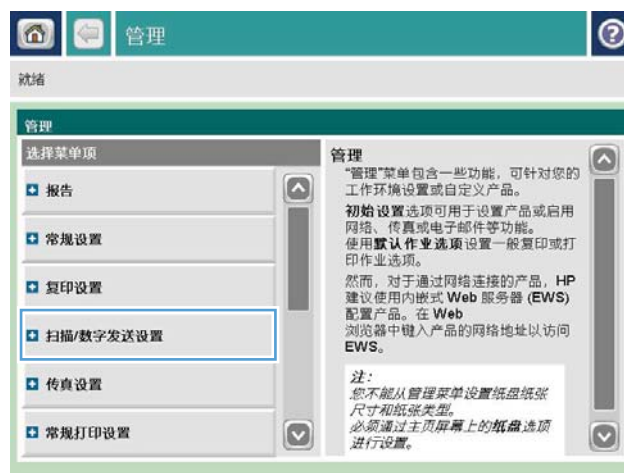 管理
就绪
管理
选择菜单项
报告
常规设置
复印设置
扫描/数字发送设置
传真设置
常规打印设置
管理
“管理”菜单包含一些功能，可针对您的
工作环境设置或自定义产品。
初始设置选项可用于设置产品或启用
网络、传真或电子邮件等功能。
使用默认作业选项设置一般复印或打
印作业选项。
然而，对于通过网络连接的产品，HP
建议使用内嵌式 Web 服务器 (EWS)
配置产品。在 Web
浏览器中键入产品的网络地址以访问
EWS。
注：
您不能从管理菜单设置纸盘纸张
尺寸和纸张类型。
必须通过主页屏幕上的纸盘选项
进行设置。